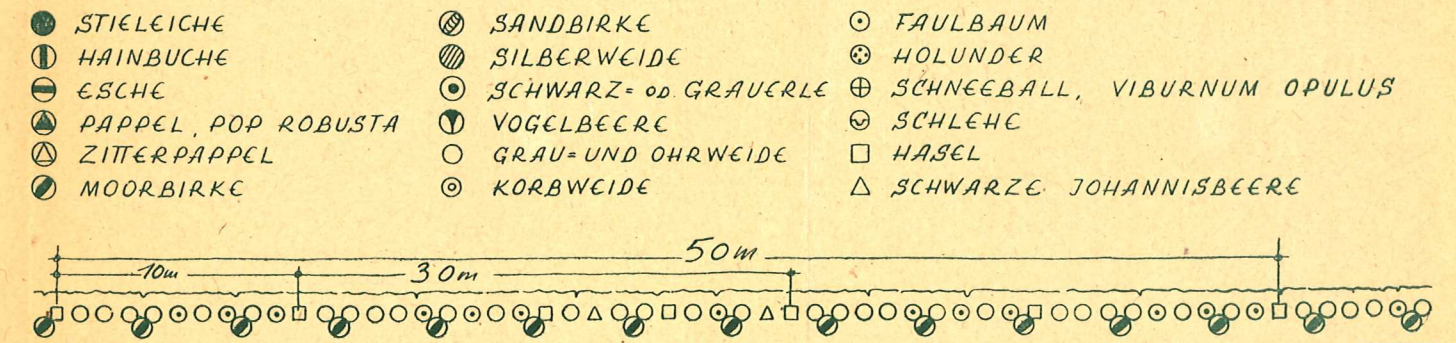 STIELEICHE
HAINBUCHE
ESCHE
PAPPEL, POP ROBUSTA
ZITTERPAPPEL
MOORBIRKE
SANDBIRKE
SILBERWEIDE
SCHWARZ= OD. GRAUERLE
VOGELBEERE
GRAU= UND OHRWEIDE
KORBWEIDE
FAULBAUM
HOLUNDER
SCHNEEBALL, VIBURNUM OPULUS
SCHLEHE
HASEL
SCHWARZE JOHANNISBEERE
50m
10m
30m